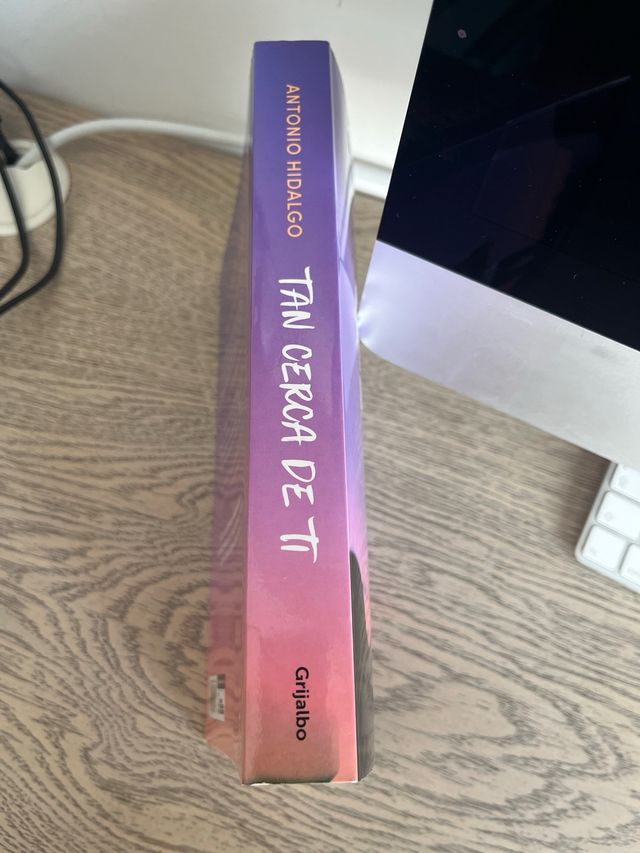 ANTONIO HIDALGO
TAN CERCA DE TI
Grijalbo